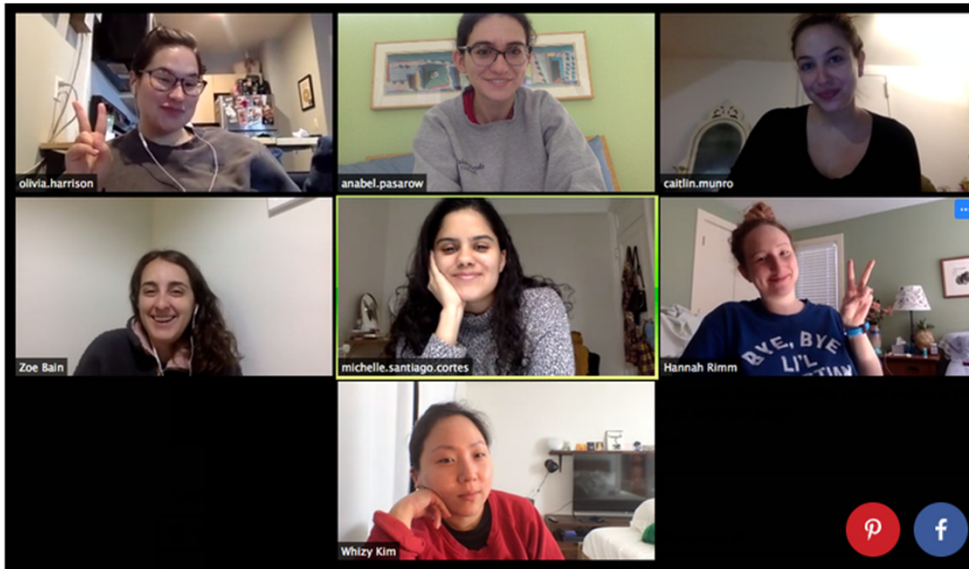 olivia.harrison
anabel.pasarow
caitlin.munro
Zoe Bain
michelle.santiago.cortes
Hannah Rimm
BYE, BYE
LI'L
Whizy Kim